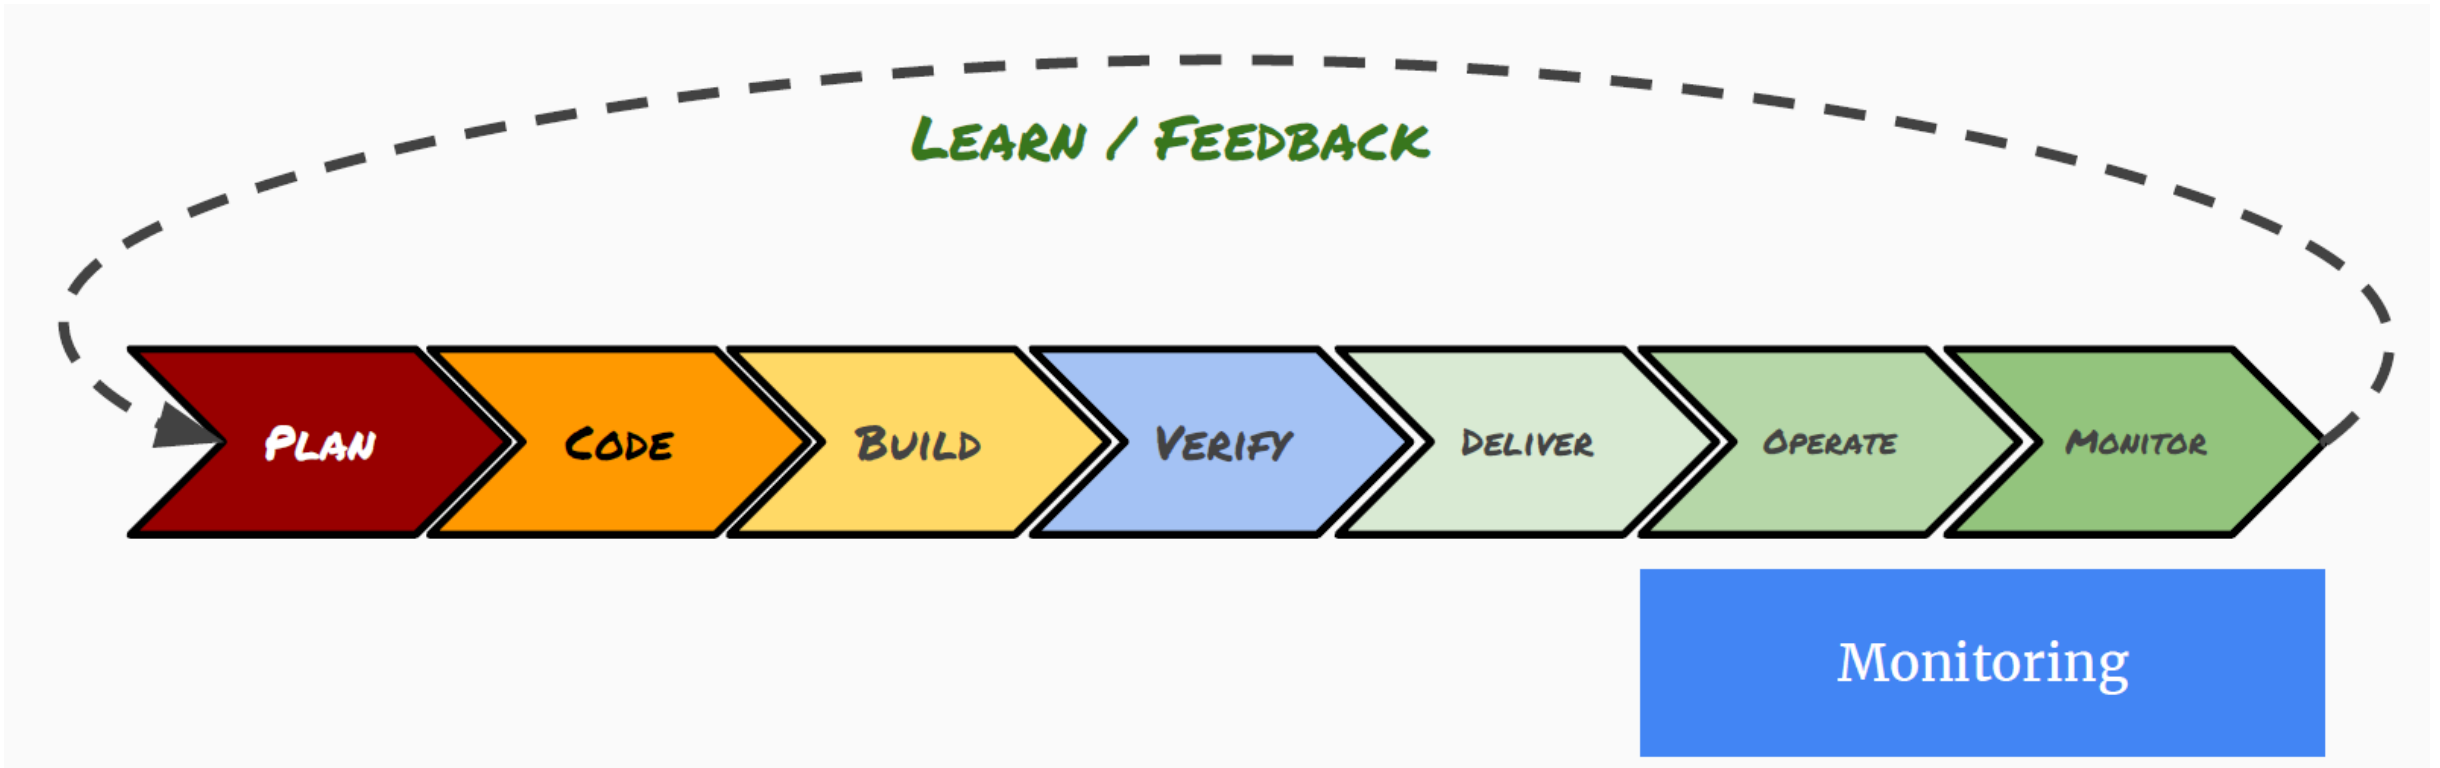 Learn / Feedback
Plan
Code
Build
Verify
Deliver
Operate
Monitor
Monitoring